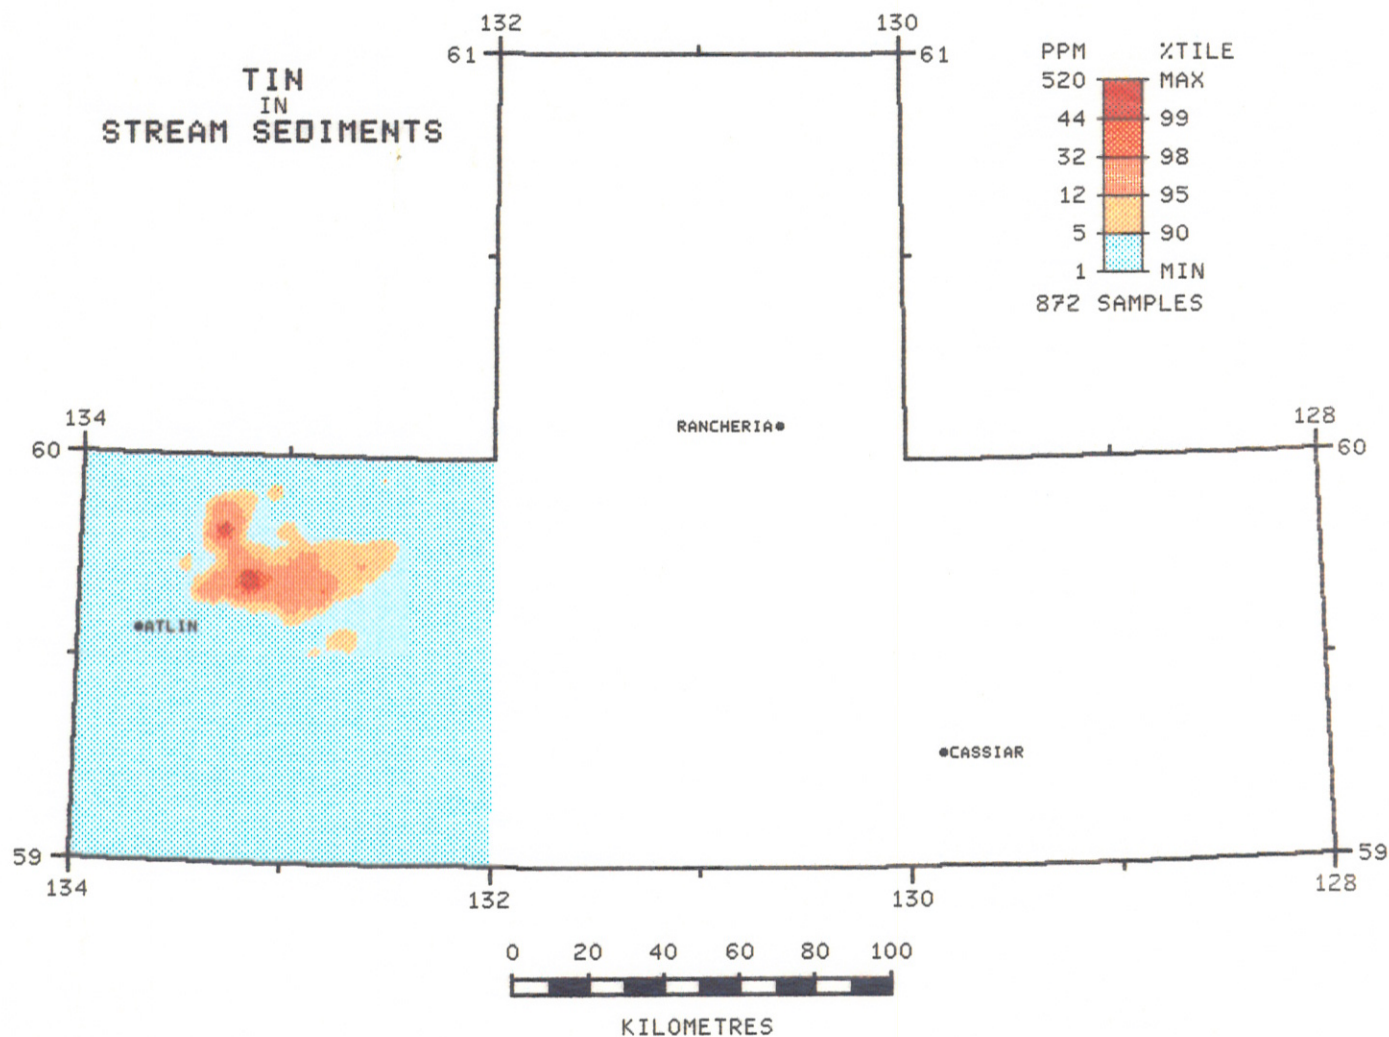 TIN
IN
STREAM SEDIMENTS
132
130
61
61
PPM %TILE
520 MAX
44 99
32 98
12 95
5 90
1 MIN
872 SAMPLES
134
128
60
60
RANCHERIA
ATLIN
CASSIAR
59
59
134
132
130
128
0 20 40 60 80 100
KILOMETRES